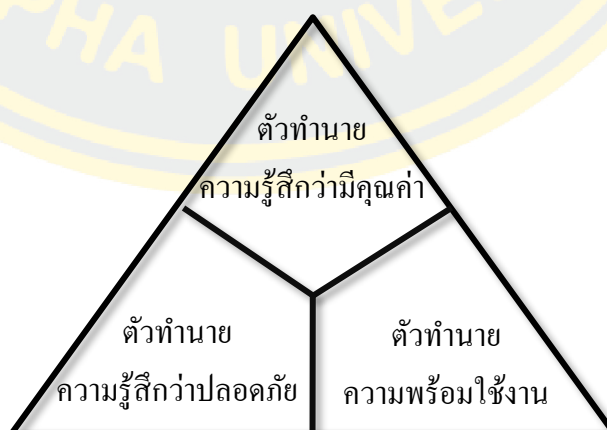 PHA UNIVE
ตัวทำนาย
ความรู้สึกว่ามีคุณค่า
ตัวทำนาย
ความรู้สึกว่าปลอดภัย
ตัวทำนาย
ความพร้อมใช้งาน